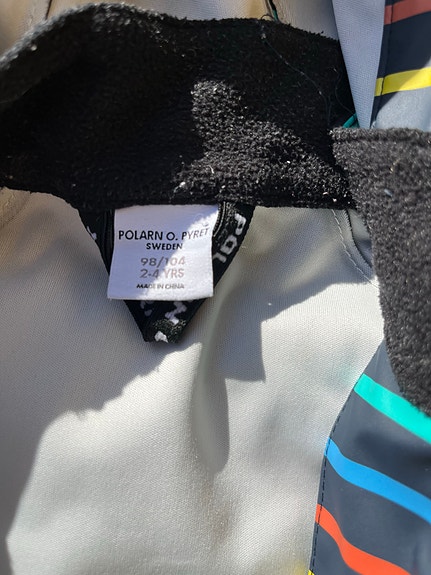 POLARN O. PYRET
SWEDEN
98/104
2-4 YRS
MADE IN CHINA